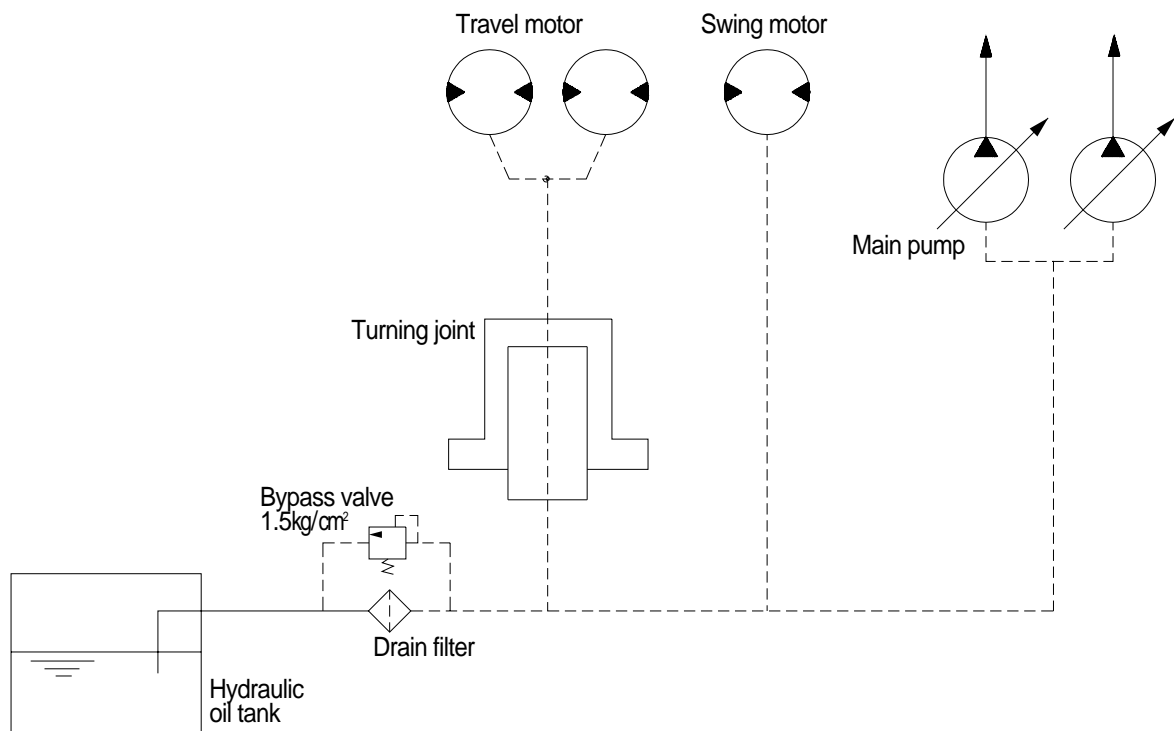 Travel motor
Swing motor
Main pump
Turning joint
Bypass valve
1.5kg/cm²
Drain filter
Hydraulic
oil tank